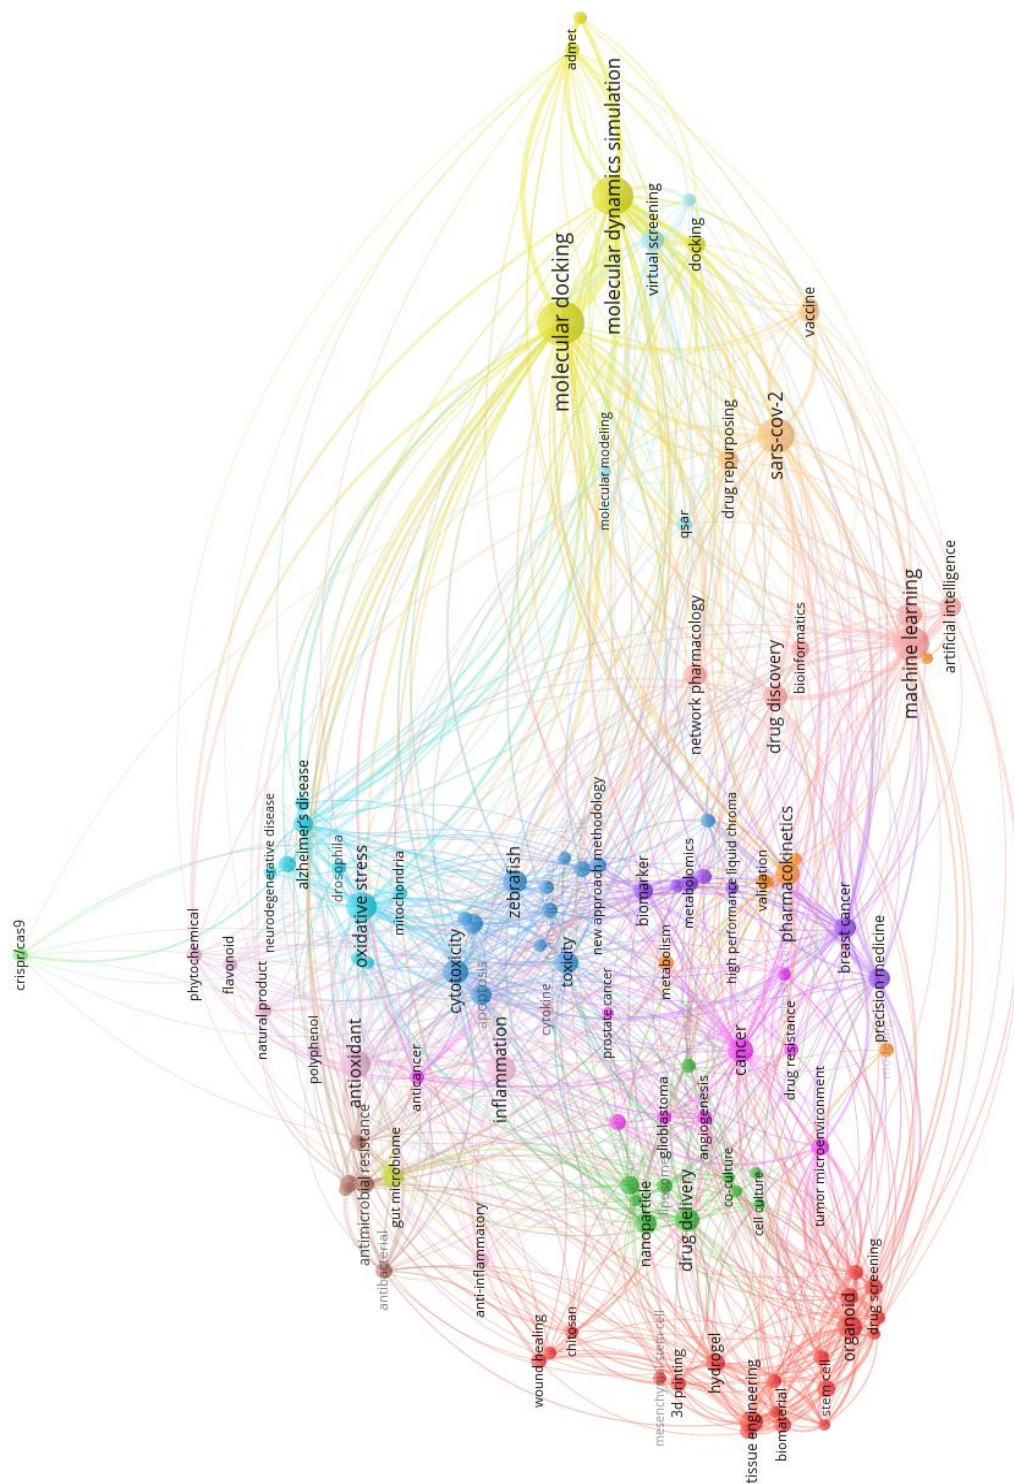 crispr/cas9
phytochemical
flavonoid
natural product
neurodegenerative disease
alzheimer's disease
polyphenol
drosophila
antioxidant
oxidative stress
mitochondria
antimicrobial resistance
antibacterial
gut microbiome
anticancer
cytotoxicity
apoptosis
anti-inflammatory
inflammation
zebrafish
wound healing
chitosan
cytokine
toxicity
new approach methodology
admet
molecular docking
molecular dynamics simulation
molecular modeling
virtual screening
docking
qsar
prostate cancer
biomarker
nanoparticle
liposome
glioblastoma
metabolism
metabolomics
mesenchymal stem cell
3d printing
drug delivery
angiogenesis
network pharmacology
hydrogel
co-culture
high performance liquid chroma
drug repurposing
cell culture
cancer
validation
tissue engineering
drug discovery
sars-cov-2
pharmacokinetics
biomaterial
drug resistance
bioinformatics
vaccine
tumor microenvironment
stem cell
breast cancer
organoid
drug screening
precision medicine
machine learning
artificial intelligence